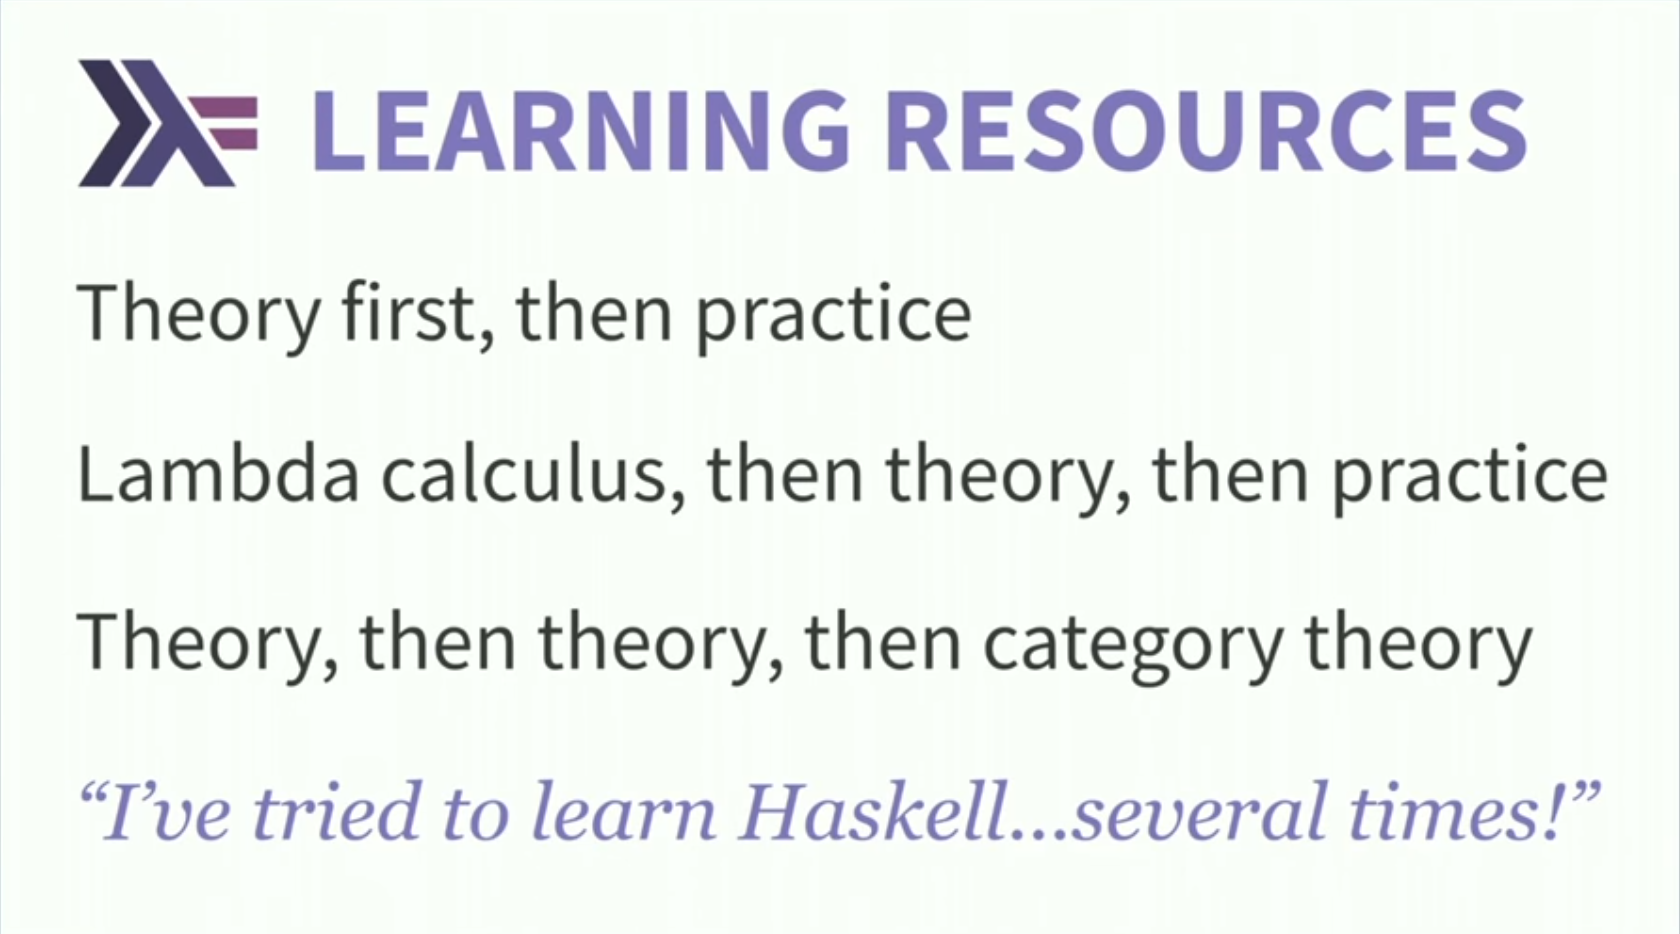 LEARNING RESOURCES
Theory first, then practice
Lambda calculus, then theory, then practice
Theory, then theory, then category theory
“I’ve tried to learn Haskell...several times!”